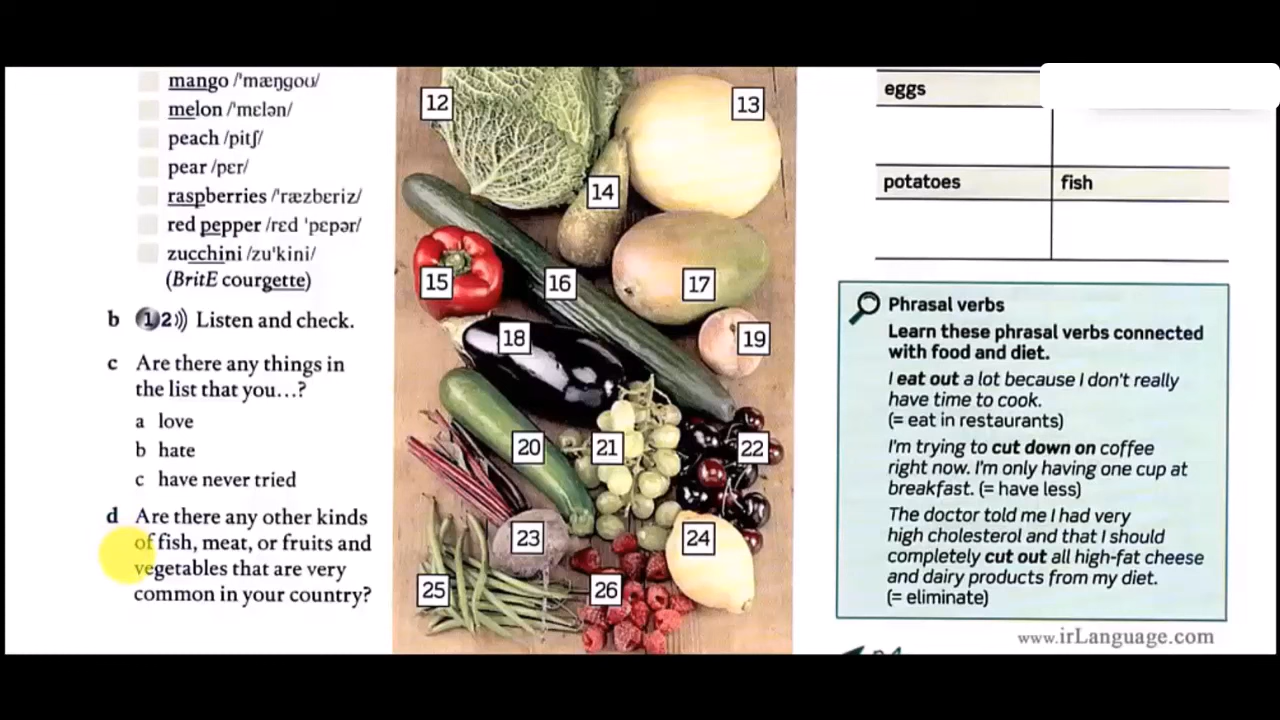 mango /ˈmæŋɡoʊ/
melon /ˈmɛlən/
peach /pitʃ/
pear /pɛr/
raspberries /ˈræzbɛriz/
red pepper /rɛd ˈpɛpər/
zucchini /zuˈkini/
(BritE courgette)
b 1 2))) Listen and check.
c Are there any things in
the list that you...?
a love
b hate
c have never tried
d Are there any other kinds
of fish, meat, or fruits and
vegetables that are very
common in your country?
12
13
14
15
16
17
18
19
20
21
22
23
24
25
26
eggs
potatoes fish
Phrasal verbs
Learn these phrasal verbs connected
with food and diet.
I eat out a lot because I don't really
have time to cook.
(= eat in restaurants)
I'm trying to cut down on coffee
right now. I'm only having one cup at
breakfast. (= have less)
The doctor told me I had very
high cholesterol and that I should
completely cut out all high-fat cheese
and dairy products from my diet.
(= eliminate)
www.irLanguage.com